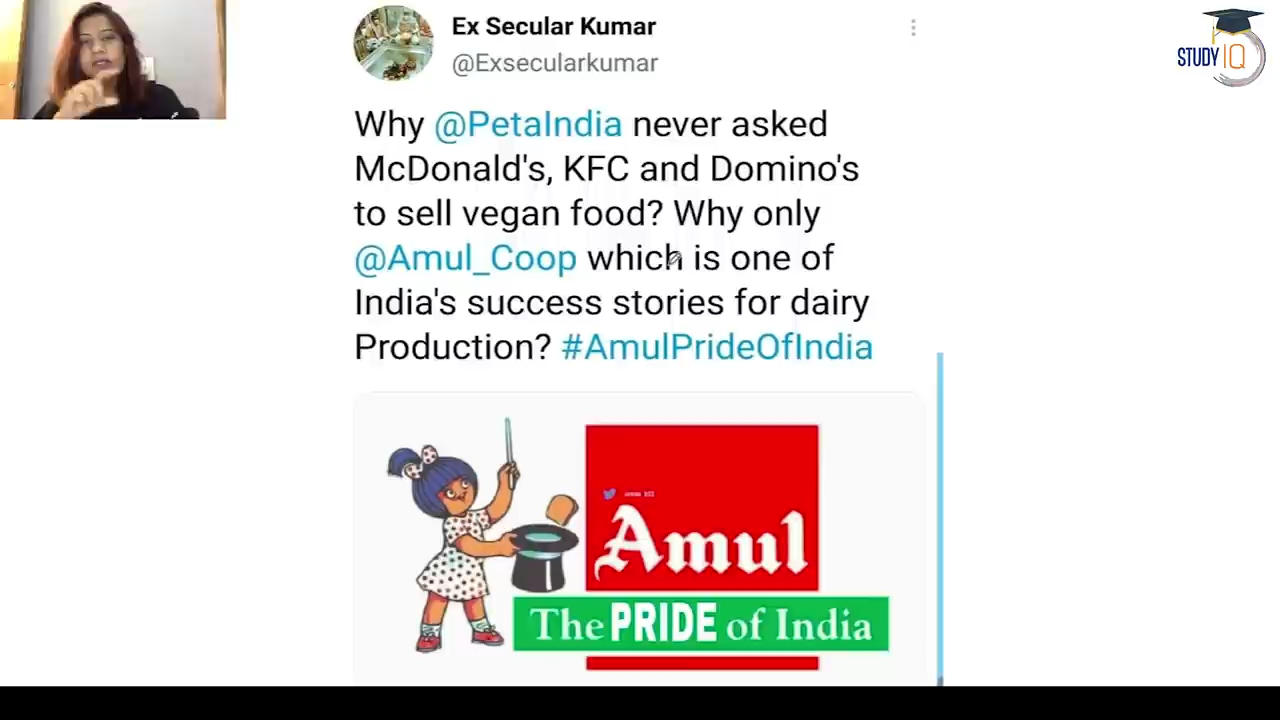 Ex Secular Kumar
@Exsecularkumar
STUDY IQ
Why @PetaIndia never asked
McDonald's, KFC and Domino's
to sell vegan food? Why only
@Amul_Coop which is one of
India's success stories for dairy
Production? #AmulPrideOfIndia
Amul
The PRIDE of India